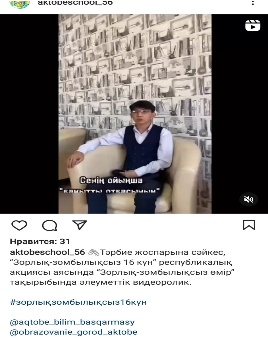 aktobeschool_56
Сенің ойыңша
Нравится: 31
aktobeschool_56 Тәрбие жоспарына сәйкес,
“Зорлық-зомбылықсыз 16 күн” республикалық
акциясы аясында “Зорлық-зомбылықсыз өмір”
тақырыбында әлеуметтік видеоролик.
#зорлықзомбылықсыз16күн
@aqtobe_bilim_basqarmasy
@obrazovanie_gorod_aktobe